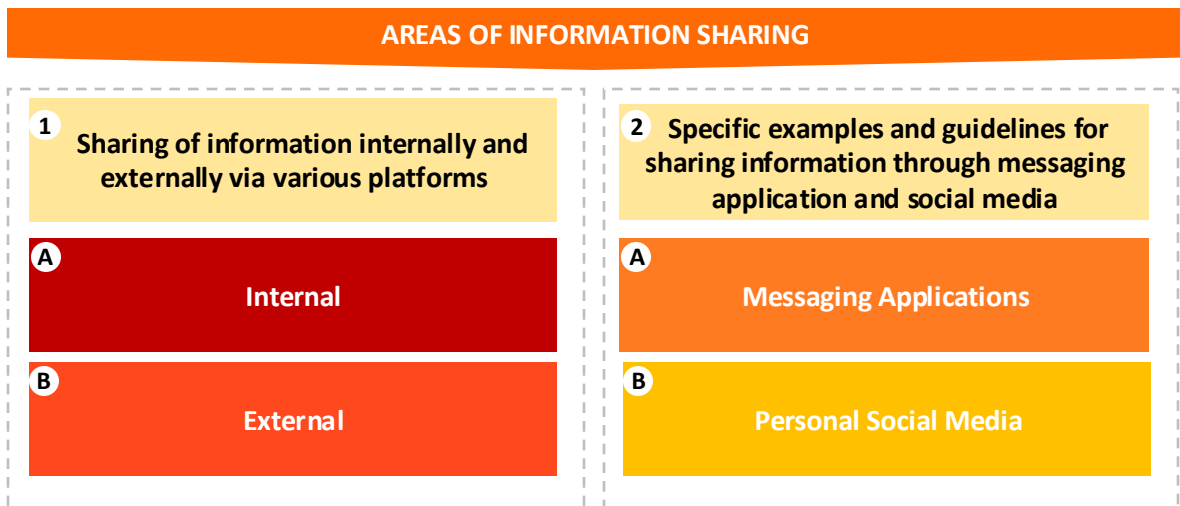 AREAS OF INFORMATION SHARING
1
Sharing of information internally and
externally via various platforms
A
Internal
B
External
2
Specific examples and guidelines for
sharing information through messaging
application and social media
A
Messaging Applications
B
Personal Social Media